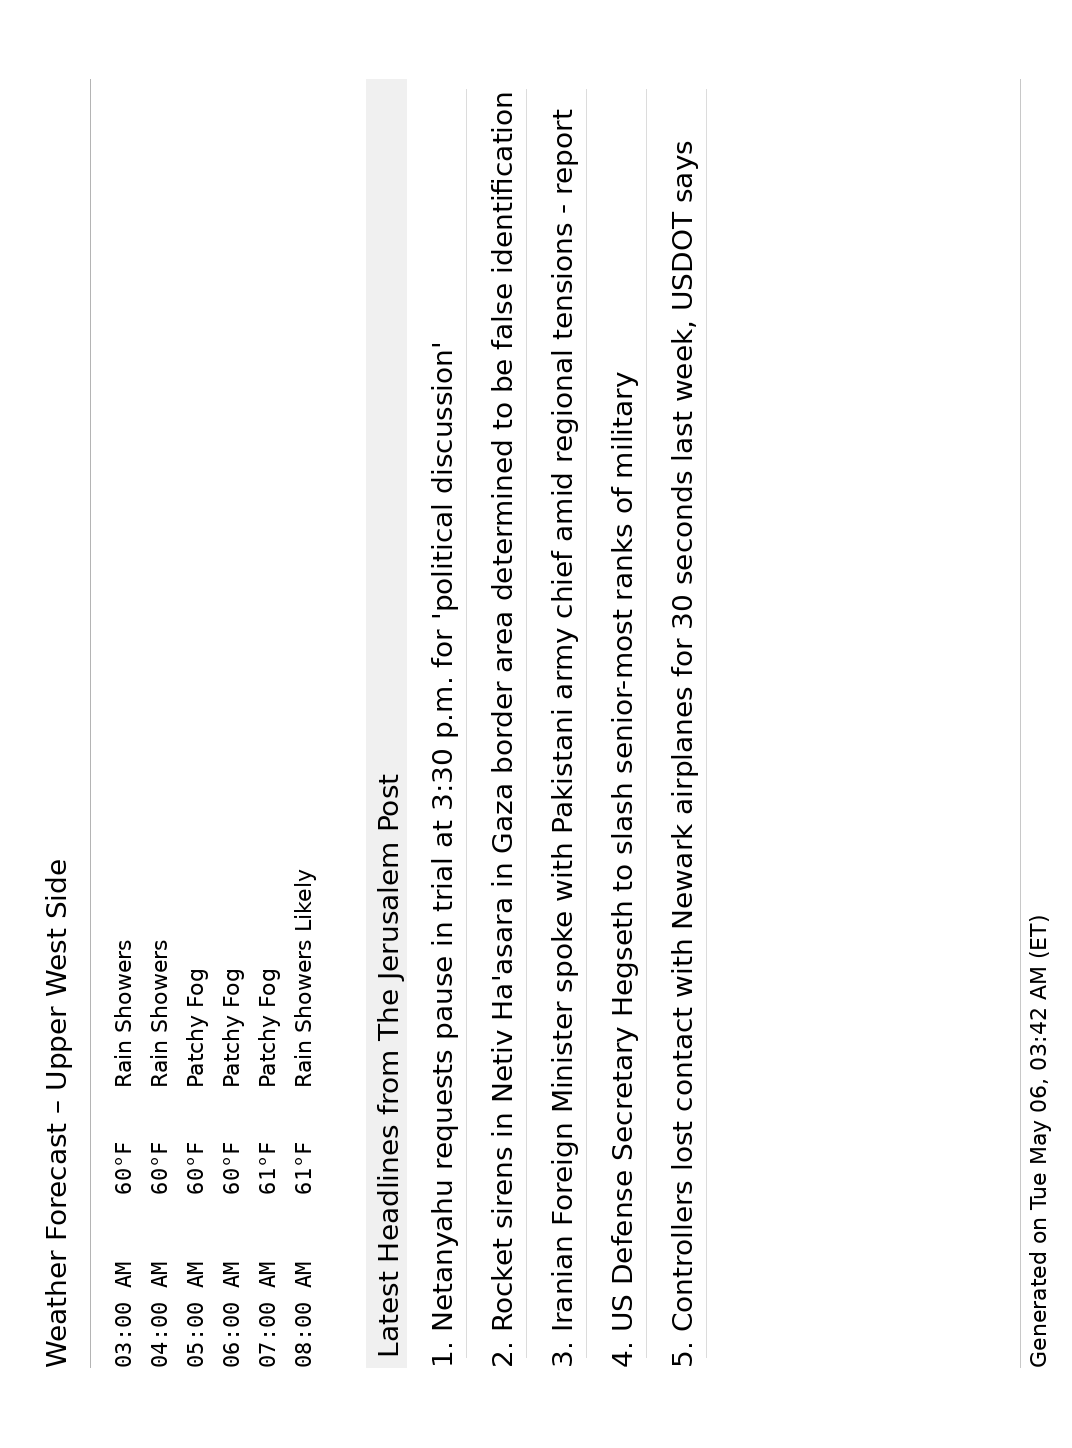 Weather Forecast – Upper West Side
03:00 AM 60°F Rain Showers
04:00 AM 60°F Rain Showers
05:00 AM 60°F Patchy Fog
06:00 AM 60°F Patchy Fog
07:00 AM 61°F Patchy Fog
08:00 AM 61°F Rain Showers Likely
Latest Headlines from The Jerusalem Post
1. Netanyahu requests pause in trial at 3:30 p.m. for 'political discussion'
2. Rocket sirens in Netiv Ha'asara in Gaza border area determined to be false identification
3. Iranian Foreign Minister spoke with Pakistani army chief amid regional tensions - report
4. US Defense Secretary Hegseth to slash senior-most ranks of military
5. Controllers lost contact with Newark airplanes for 30 seconds last week, USDOT says
Generated on Tue May 06, 03:42 AM (ET)